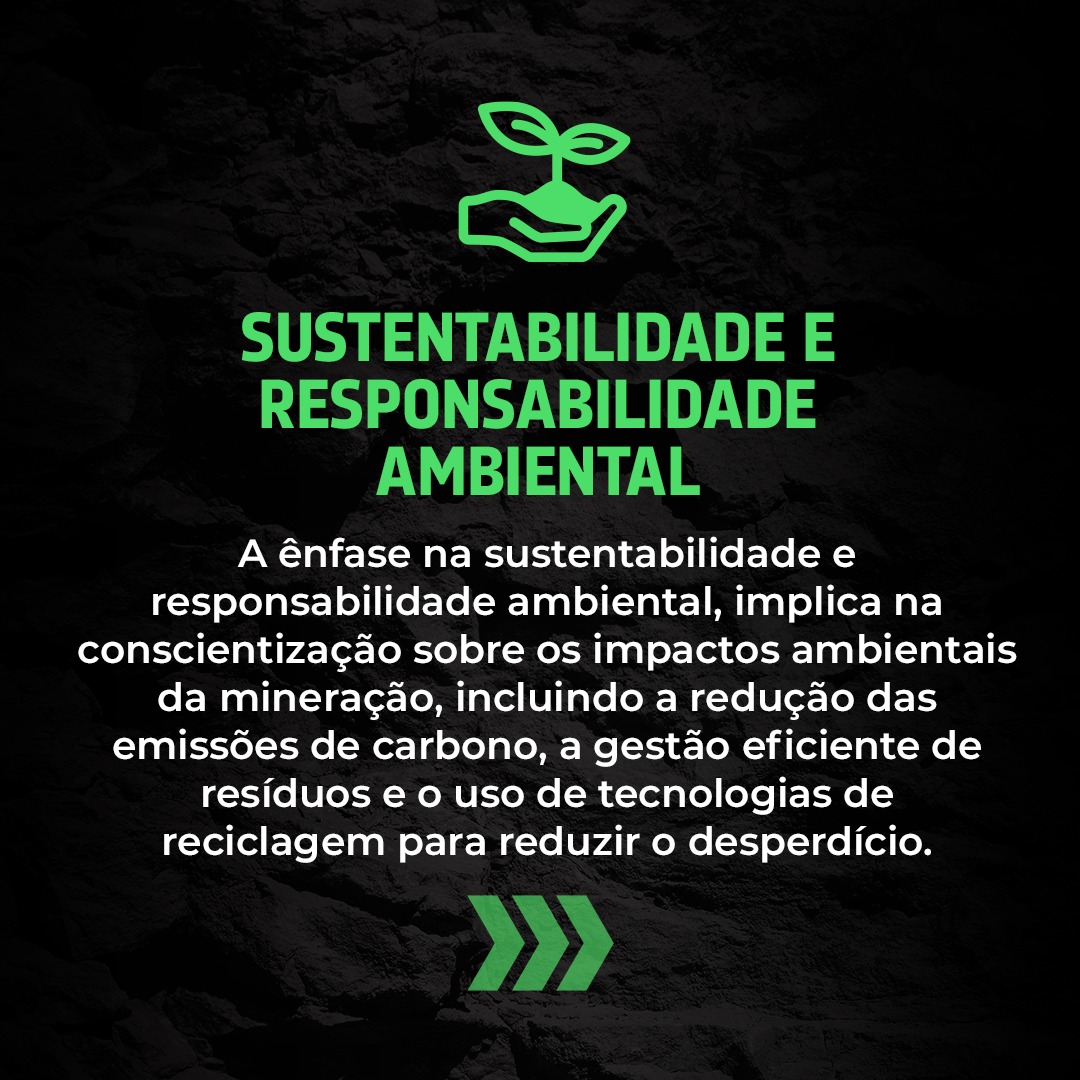 SUSTENTABILIDADE E
RESPONSABILIDADE
AMBIENTAL
A ênfase na sustentabilidade e
responsabilidade ambiental, implica na
conscientização sobre os impactos ambientais
da mineração, incluindo a redução das
emissões de carbono, a gestão eficiente de
resíduos e o uso de tecnologias de
reciclagem para reduzir o desperdício.